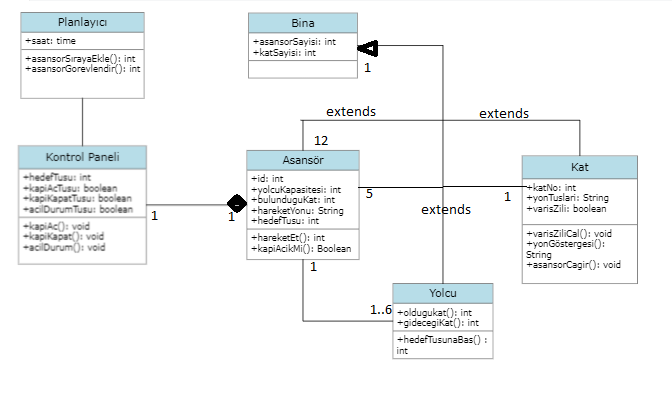 Planlayıcı
+saat: time
+asansorSırayaEkle(): int
+asansorGorevlendir(): int
Bina
+asansorSayisi: int
+katSayisi: int
1
extends
extends
12
Kontrol Paneli
+hedefTusu: int
+kapiAcTusu: boolean
+kapiKapatTusu: boolean
+acilDurumTusu: boolean
+kapiAc(): void
+kapiKapat(): void
+acilDurum(): void
1
1
Asansör
+id: int
+yolcuKapasitesi: int
+bulunduguKat: int
+hareketYonu: String
+hedefTusu: int
+hareketEt(): int
+kapiAcikMi(): Boolean
5
1
extends
Kat
+katNo: int
+yonTuslari: String
+varisZili: boolean
+varisZiliCal(): void
+yonGöstergesi():
String
+asansorCagir(): void
1
1..6
Yolcu
+oldugukat(): int
+gidecegiKat(): int
+hedefTusunaBas() :
int